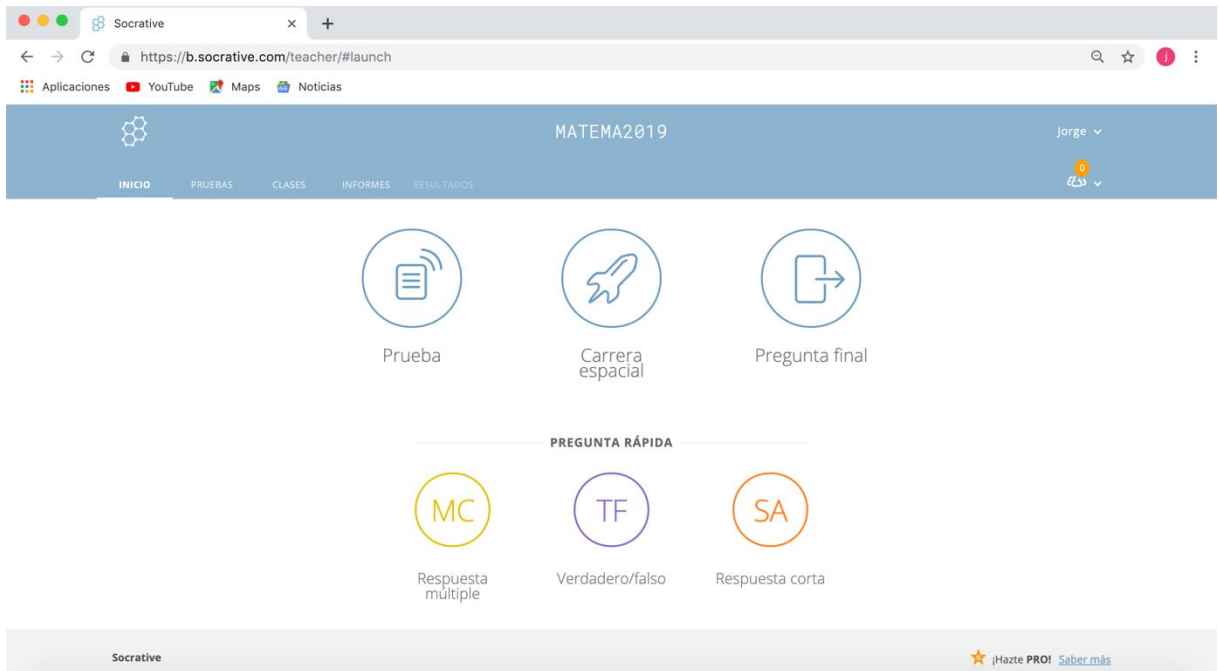 Socrative
https://b.socrative.com/teacher/#launch
j
Aplicaciones YouTube Maps Noticias
MATEMA2019 Jorge
0
INICIO PRUEBAS CLASES INFORMES RESULTADOS
Prueba Carrera Pregunta final
espacial
PREGUNTA RÁPIDA
MC TF SA
Respuesta Verdadero/falso Respuesta corta
múltiple
Socrative ¡Hazte PRO! Saber más